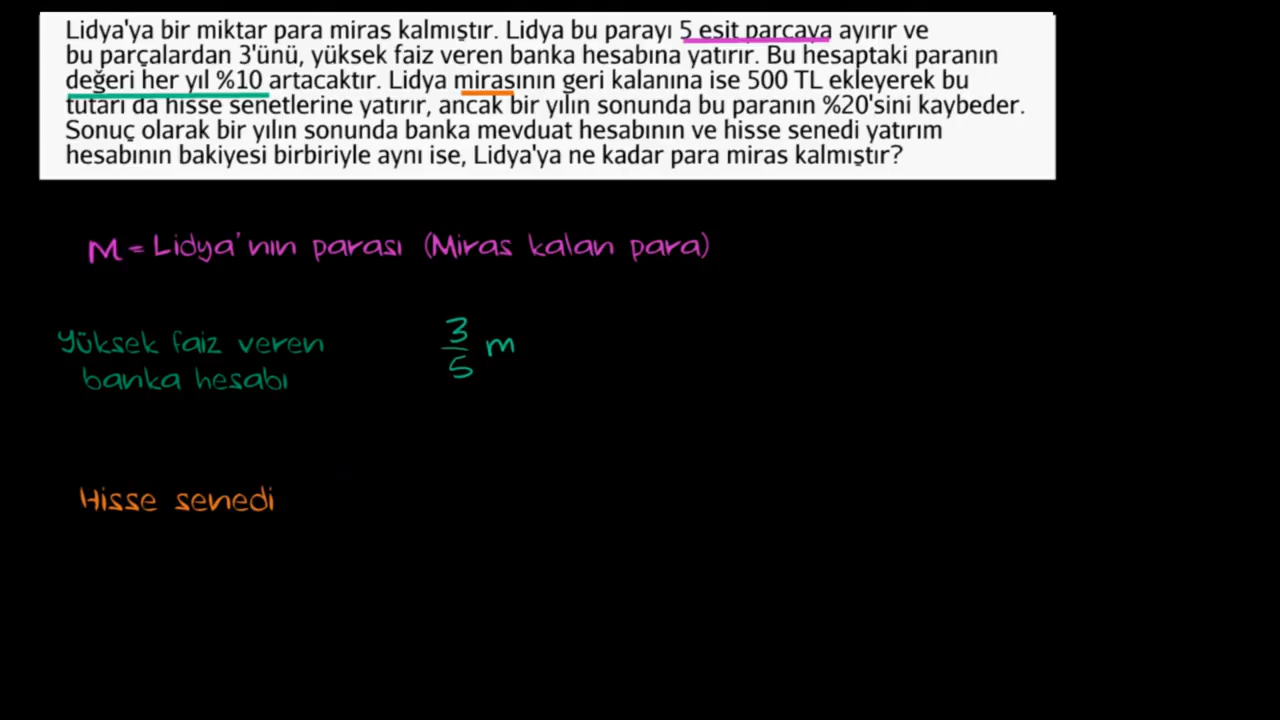 Lidya'ya bir miktar para miras kalmıştır. Lidya bu parayı 5 eşit parçaya ayırır ve
bu parçalardan 3'ünü, yüksek faiz veren banka hesabına yatırır. Bu hesaptaki paranın
değeri her yıl %10 artacaktır. Lidya mirasının geri kalanına ise 500 TL ekleyerek bu
tutarı da hisse senetlerine yatırır, ancak bir yılın sonunda bu paranın %20'sini kaybeder.
Sonuç olarak bir yılın sonunda banka mevduat hesabının ve hisse senedi yatırım
hesabının bakiyesi birbiriyle aynı ise, Lidya'ya ne kadar para miras kalmıştır?
M = Lidya'nın parası (Miras kalan para)
Yüksek faiz veren
banka hesabı
3/5 m
Hisse senedi